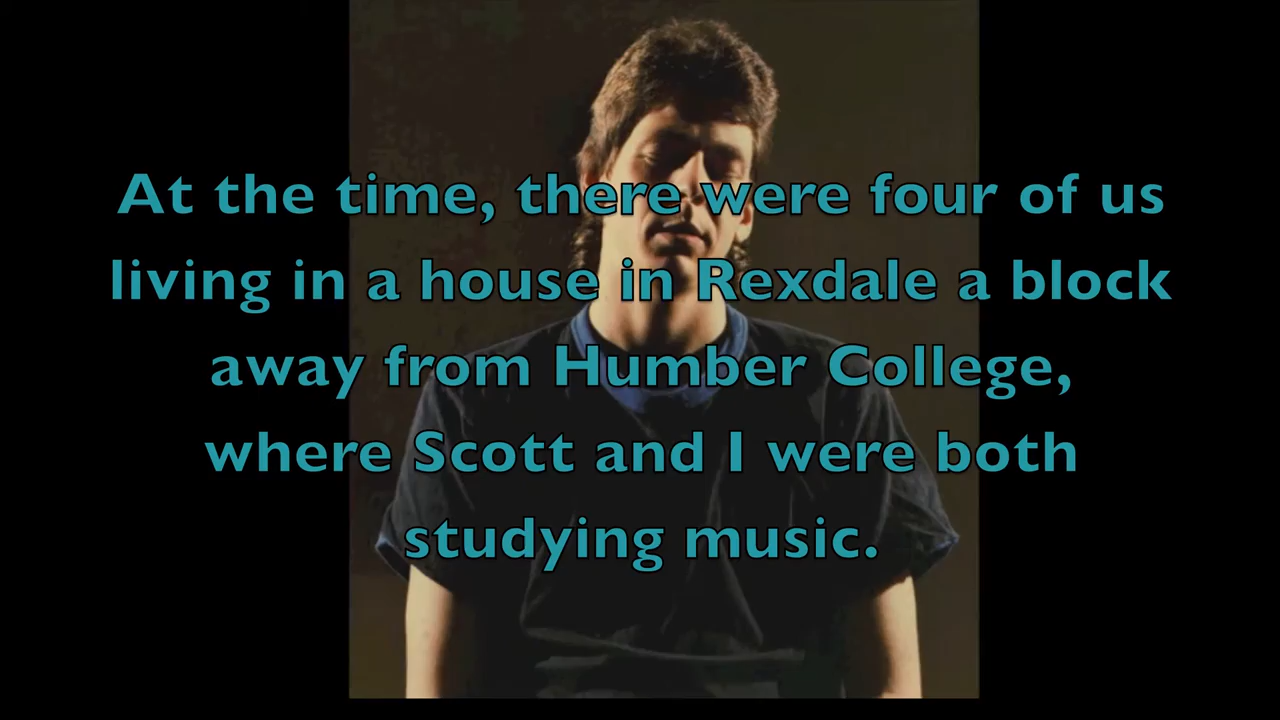 At the time, there were four of us
living in a house in Rexdale a block
away from Humber College,
where Scott and I were both
studying music.